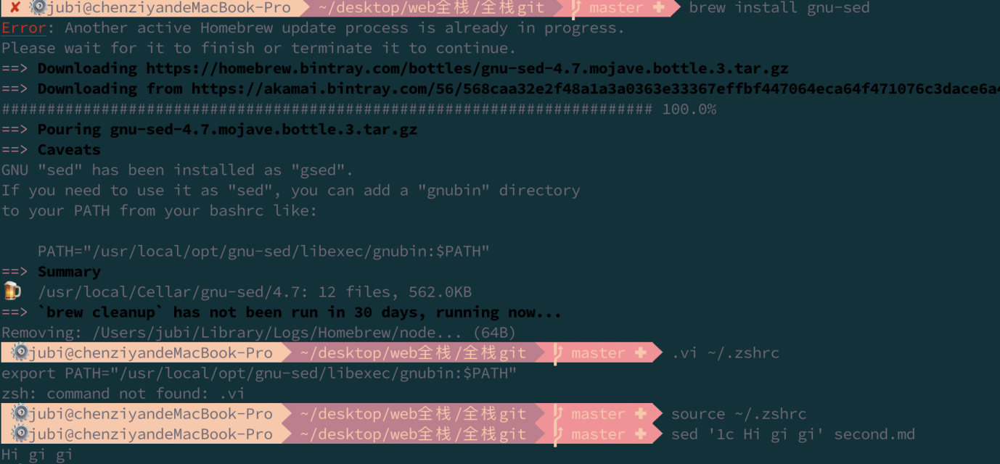 ✘ jubi@chenziyandeMacBook-Pro ~/desktop/web全栈/全栈git master ✚ brew install gnu-sed
Error: Another active Homebrew update process is already in progress.
Please wait for it to finish or terminate it to continue.
==> Downloading https://homebrew.bintray.com/bottles/gnu-sed-4.7.mojave.bottle.3.tar.gz
==> Downloading from https://akamai.bintray.com/56/568caa32e2f48a1a3a0363e33367effbf447064eca64f471076c3dace6a
######################################################################## 100.0%
==> Pouring gnu-sed-4.7.mojave.bottle.3.tar.gz
==> Caveats
GNU "sed" has been installed as "gsed".
If you need to use it as "sed", you can add a "gnubin" directory
to your PATH from your bashrc like:
PATH="/usr/local/opt/gnu-sed/libexec/gnubin:$PATH"
==> Summary
🍺 /usr/local/Cellar/gnu-sed/4.7: 12 files, 562.0KB
==> `brew cleanup` has not been run in 30 days, running now...
Removing: /Users/jubi/Library/Logs/Homebrew/node... (64B)
jubi@chenziyandeMacBook-Pro ~/desktop/web全栈/全栈git master ✚ .vi ~/.zshrc
export PATH="/usr/local/opt/gnu-sed/libexec/gnubin:$PATH"
zsh: command not found: .vi
jubi@chenziyandeMacBook-Pro ~/desktop/web全栈/全栈git master ✚ source ~/.zshrc
jubi@chenziyandeMacBook-Pro ~/desktop/web全栈/全栈git master ✚ sed '1c Hi gi gi' second.md
Hi gi gi